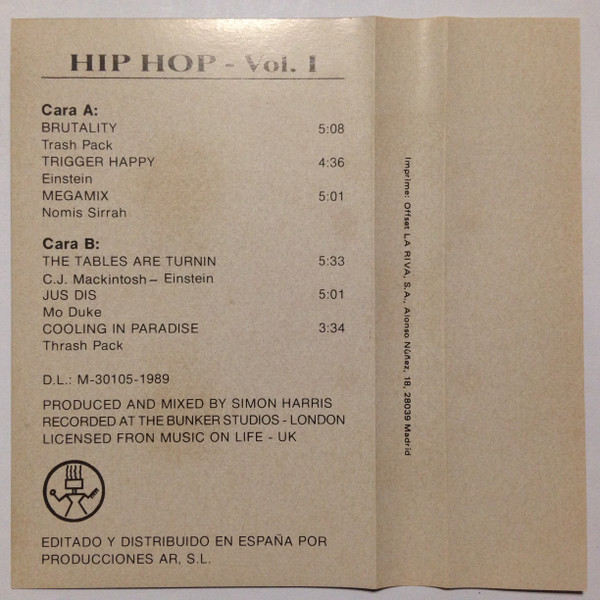 HIP HOP - Vol. I
Cara A:
BRUTALITY 5:08
Trash Pack
TRIGGER HAPPY 4:36
Einstein
MEGAMIX 5:01
Nomis Sirrah
Cara B:
THE TABLES ARE TURNIN 5:33
C.J. Mackintosh – Einstein
JUS DIS 5:01
Mo Duke
COOLING IN PARADISE 3:34
Thrash Pack
D.L.: M-30105-1989
PRODUCED AND MIXED BY SIMON HARRIS
RECORDED AT THE BUNKER STUDIOS - LONDON
LICENSED FRON MUSIC ON LIFE - UK
EDITADO Y DISTRIBUIDO EN ESPAÑA POR
PRODUCCIONES AR, S.L.
Imprime: Offset LA RIVA, S.A., Alonso Núñez, 18, 28039 Madrid